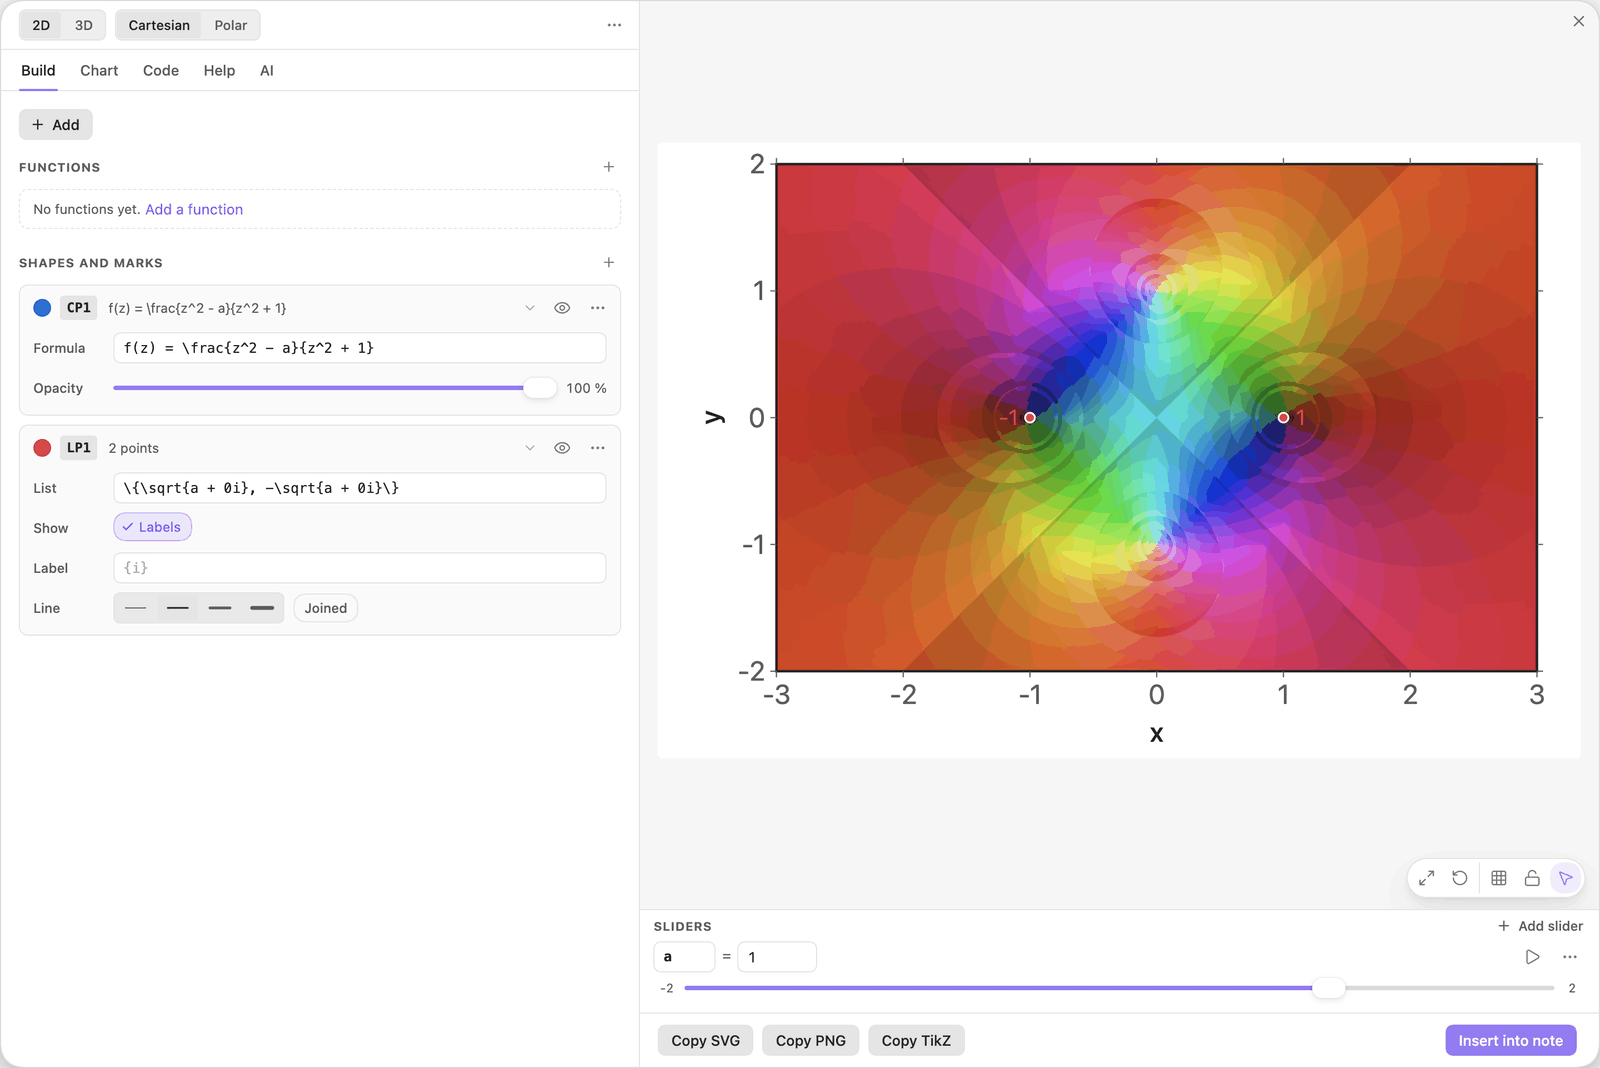 2D 3D Cartesian Polar
Build Chart Code Help AI
+ Add
FUNCTIONS
No functions yet. Add a function
SHAPES AND MARKS
CP1 f(z) = \frac{z^2 - a}{z^2 + 1}
Formula f(z) = \frac{z^2 − a}{z^2 + 1}
Opacity 100 %
LP1 2 points
List \{\sqrt{a + 0i}, −\sqrt{a + 0i}\}
Show ✓ Labels
Label {i}
Line Joined
2
1
y 0
-1
-2
-1 1
-3 -2 -1 0 1 2 3
x
SLIDERS + Add slider
a = 1
-2 2
Copy SVG Copy PNG Copy TikZ Insert into note